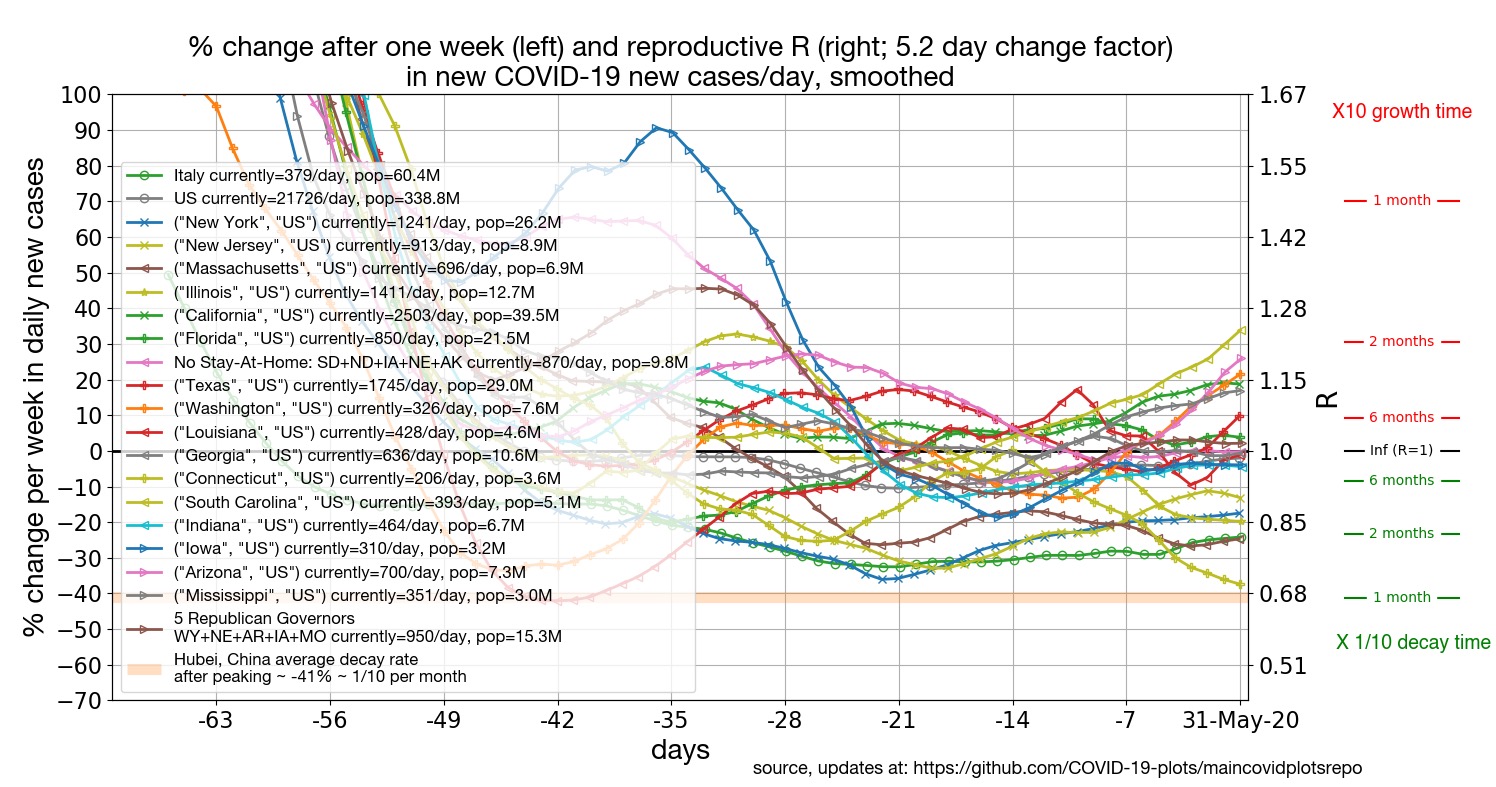 % change after one week (left) and reproductive R (right; 5.2 day change factor)
in new COVID-19 new cases/day, smoothed
% change per week in daily new cases
100
90
80
70
60
50
40
30
20
10
0
−10
−20
−30
−40
−50
−60
−70
Italy currently=379/day, pop=60.4M
US currently=21726/day, pop=338.8M
("New York", "US") currently=1241/day, pop=26.2M
("New Jersey", "US") currently=913/day, pop=8.9M
("Massachusetts", "US") currently=696/day, pop=6.9M
("Illinois", "US") currently=1411/day, pop=12.7M
("California", "US") currently=2503/day, pop=39.5M
("Florida", "US") currently=850/day, pop=21.5M
No Stay-At-Home: SD+ND+IA+NE+AK currently=870/day, pop=9.8M
("Texas", "US") currently=1745/day, pop=29.0M
("Washington", "US") currently=326/day, pop=7.6M
("Louisiana", "US") currently=428/day, pop=4.6M
("Georgia", "US") currently=636/day, pop=10.6M
("Connecticut", "US") currently=206/day, pop=3.6M
("South Carolina", "US") currently=393/day, pop=5.1M
("Indiana", "US") currently=464/day, pop=6.7M
("Iowa", "US") currently=310/day, pop=3.2M
("Arizona", "US") currently=700/day, pop=7.3M
("Mississippi", "US") currently=351/day, pop=3.0M
5 Republican Governors
WY+NE+AR+IA+MO currently=950/day, pop=15.3M
Hubei, China average decay rate
after peaking ~ -41% ~ 1/10 per month
-63
-56
-49
-42
-35
-28
-21
-14
-7
31-May-20
days
1.67
1.55
1.42
1.28
1.15
1.0
0.85
0.68
0.51
R
X10 growth time
1 month
2 months
6 months
Inf (R=1)
6 months
2 months
1 month
X 1/10 decay time
source, updates at: https://github.com/COVID-19-plots/maincovidplotsrepo